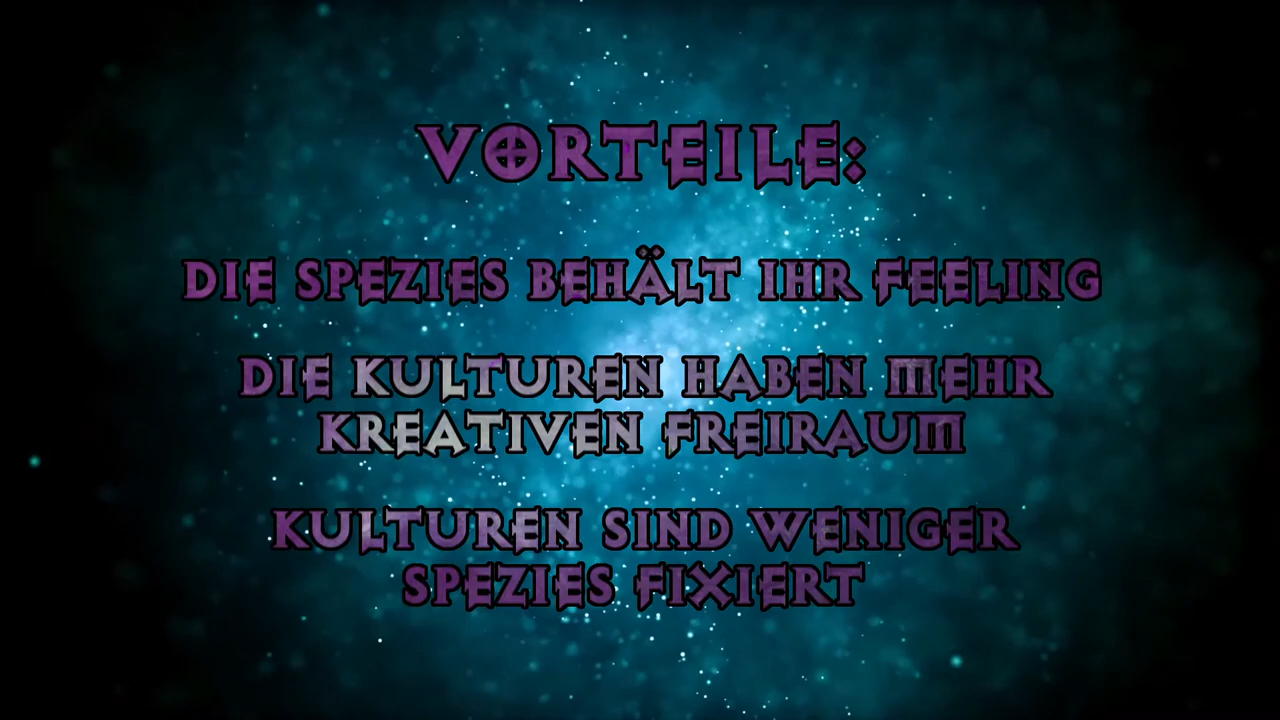 VORTEILE:
DIE SPEZIES BEHÄLT IHR FEELING
DIE KULTUREN HABEN MEHR
KREATIVEN FREIRAUM
KULTUREN SIND WENIGER
SPEZIES FIXIERT